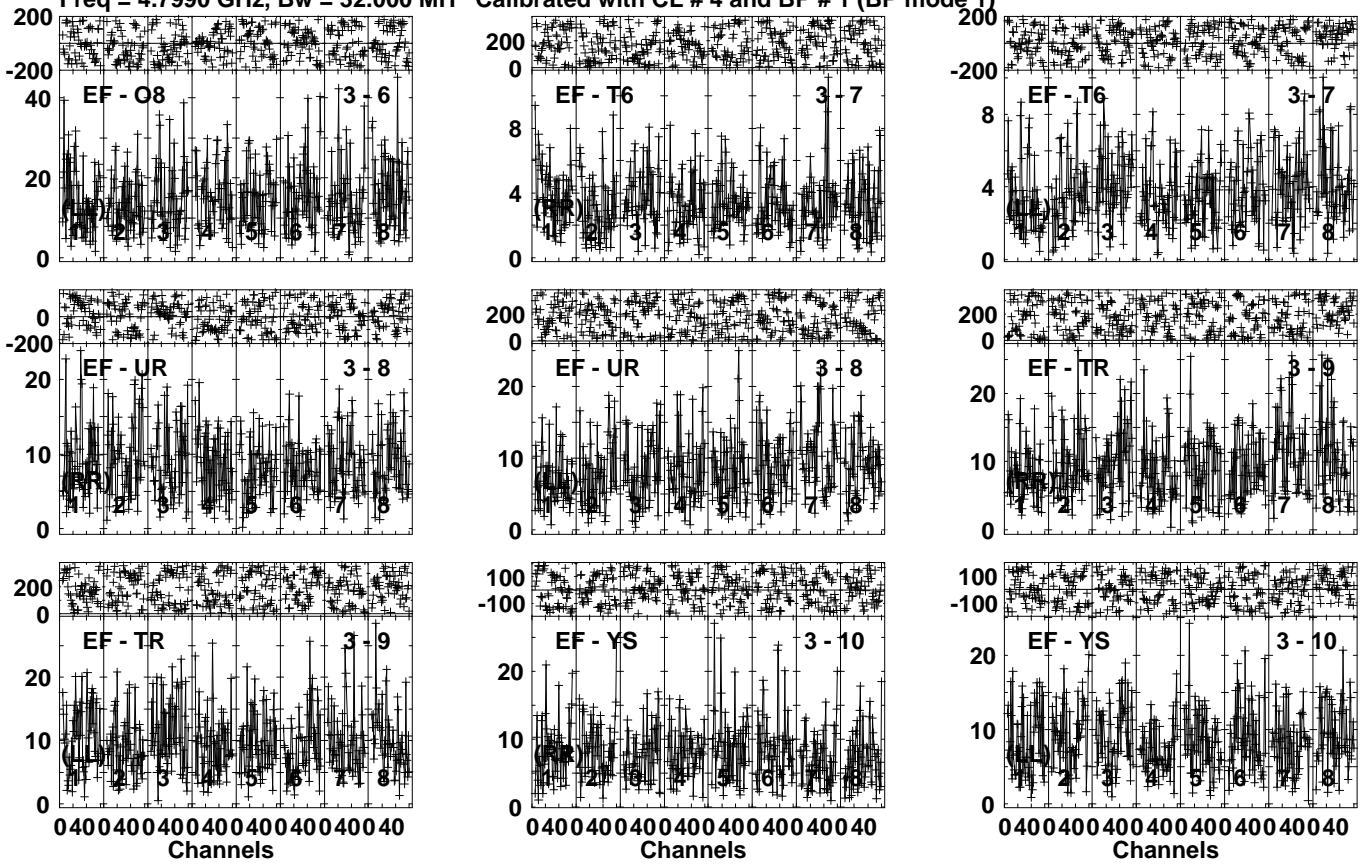 Freq = 4.7990 GHz, Bw = 32.000 MH Calibrated with CL # 4 and BP # 1 (BP mode 1)
200
-200
40
20
0
EF - O8 3 - 6
(LL)
1 2 3 4 5 6 7 8
200
0
8
4
0
EF - T6 3 - 7
(RR)
1 2 3 4 5 6 7 8
200
-200
8
4
0
EF - T6 3 - 7
(LL)
1 2 3 4 5 6 7 8
0
-200
20
10
0
EF - UR 3 - 8
(RR)
1 2 3 4 5 6 7 8
200
0
20
10
0
EF - UR 3 - 8
(LL)
1 2 3 4 5 6 7 8
200
0
20
10
0
EF - TR 3 - 9
(RR)
1 2 3 4 5 6 7 8
200
0
20
10
0
EF - TR 3 - 9
(LL)
1 2 3 4 5 6 7 8
0 40 0 40 0 40 0 40 0 40 0 40 0 40 0 40
Channels
100
-100
20
10
0
EF - YS 3 - 10
(RR)
1 2 3 4 5 6 7 8
0 40 0 40 0 40 0 40 0 40 0 40 0 40 0 40
Channels
100
-100
20
10
0
EF - YS 3 - 10
(LL)
1 2 3 4 5 6 7 8
0 40 0 40 0 40 0 40 0 40 0 40 0 40 0 40
Channels